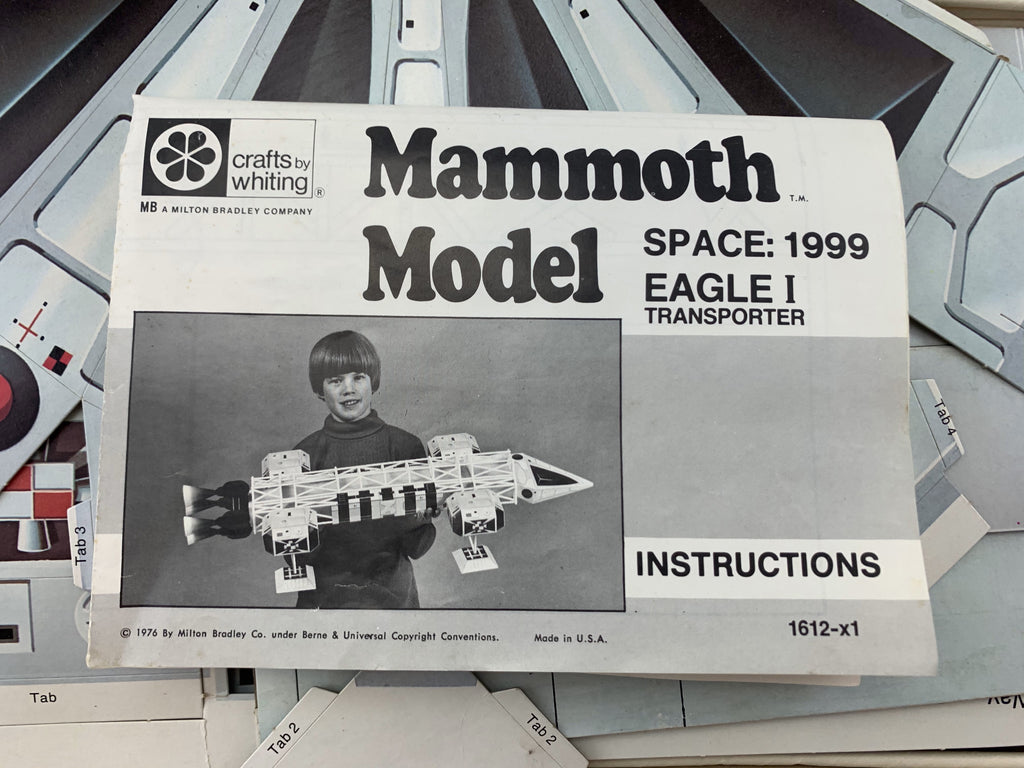 crafts by
whiting®
MB A MILTON BRADLEY COMPANY
Mammoth T.M.
Model
SPACE: 1999
EAGLE I
TRANSPORTER
INSTRUCTIONS
© 1976 By Milton Bradley Co. under Berne & Universal Copyright Conventions. Made in U.S.A.
1612-x1
Tab 4
Tab 3
Tab
Tab 2
Tab 2